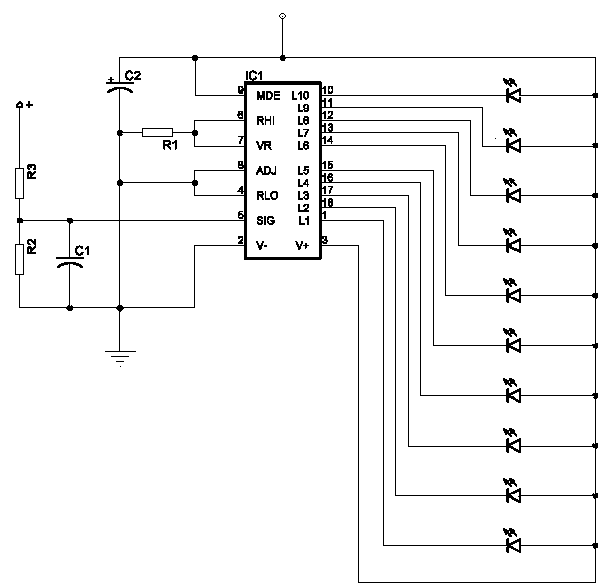 IC1
+ C2
9 MDE L10 10
L9 11
6 RHI L8 12
L7 13
7 VR L6 14
R1
+
R3
8 ADJ L5 15
L4 16
4 RLO L3 17
L2 18
5 SIG L1 1
R2
C1
2 V- V+ 3